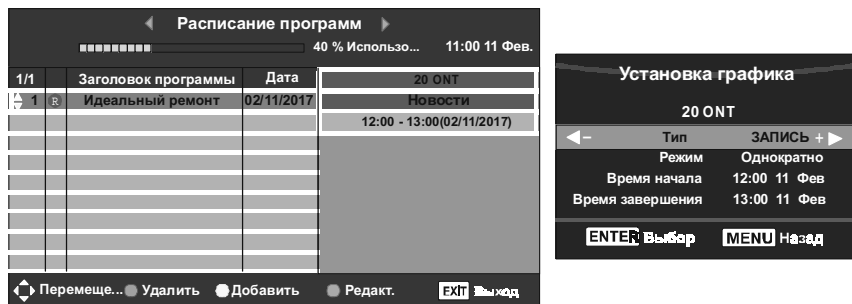 Расписание программ
40 % Использо... 11:00 11 Фев.
1/1 Заголовок программы Дата 20 ONT
1 R Идеальный ремонт 02/11/2017 Новости
12:00 - 13:00(02/11/2017)
Перемеще... Удалить Добавить Редакт. EXIT Выход
Установка графика
20 ONT
− Тип ЗАПИСЬ +
Режим Однократно
Время начала 12:00 11 Фев
Время завершения 13:00 11 Фев
ENTER Выбор MENU Назад